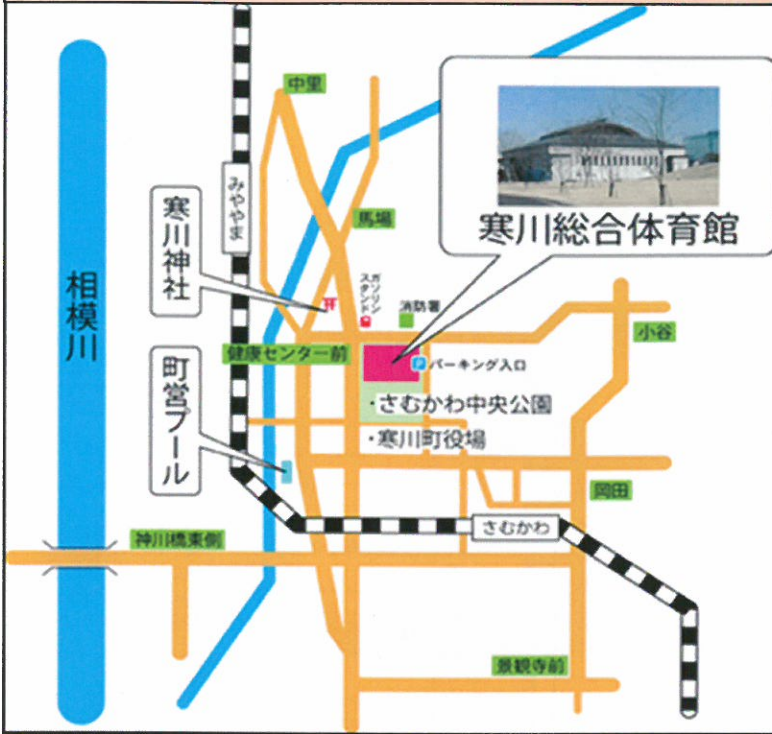 中里
みややま
寒川神社
馬場
寒川総合体育館
相模川
ガソリン
スタンド
消防署
小谷
健康センター前
P パーキング入口
町営プール
・さむかわ中央公園
・寒川町役場
岡田
さむかわ
神川橋東側
景観寺前